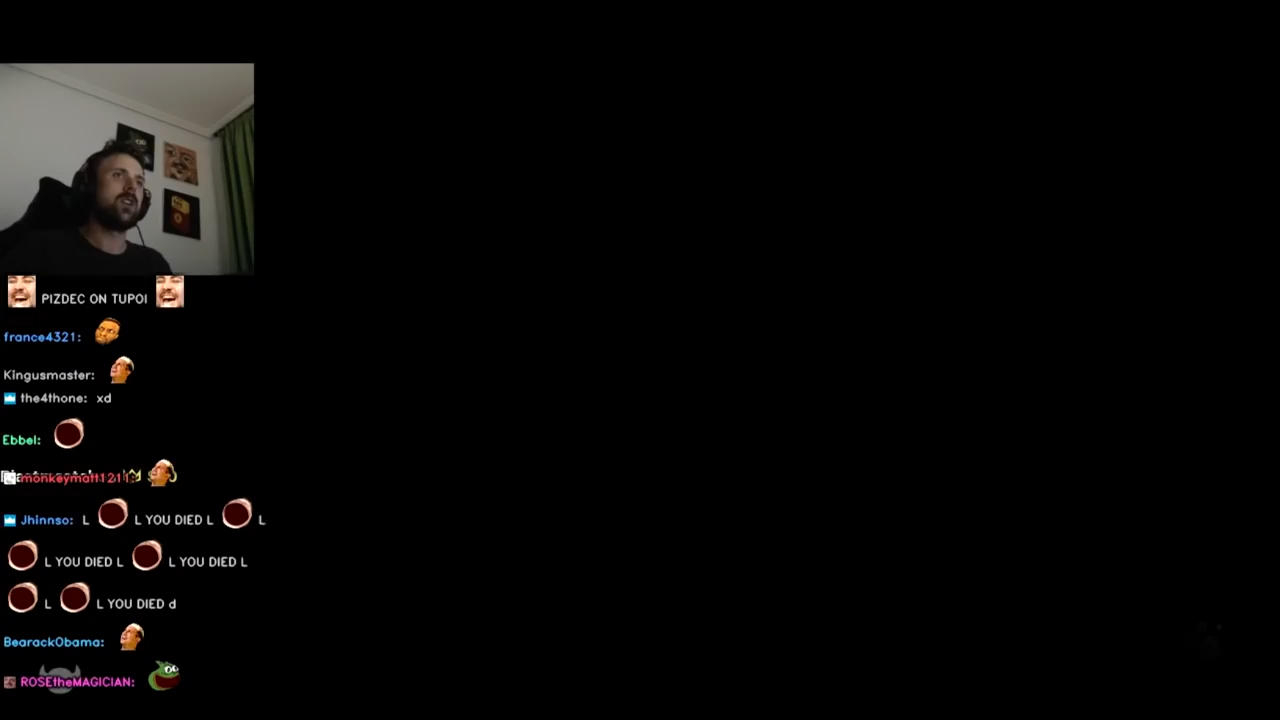 PIZDEC ON TUPOI
france4321:
Kingusmaster:
the4thone: xd
Ebbel:
monkeymatt1211:
Jhinnso: L L YOU DIED L L
L YOU DIED L L YOU DIED L
L L YOU DIED d
BearackObama:
ROSEtheMAGICIAN: